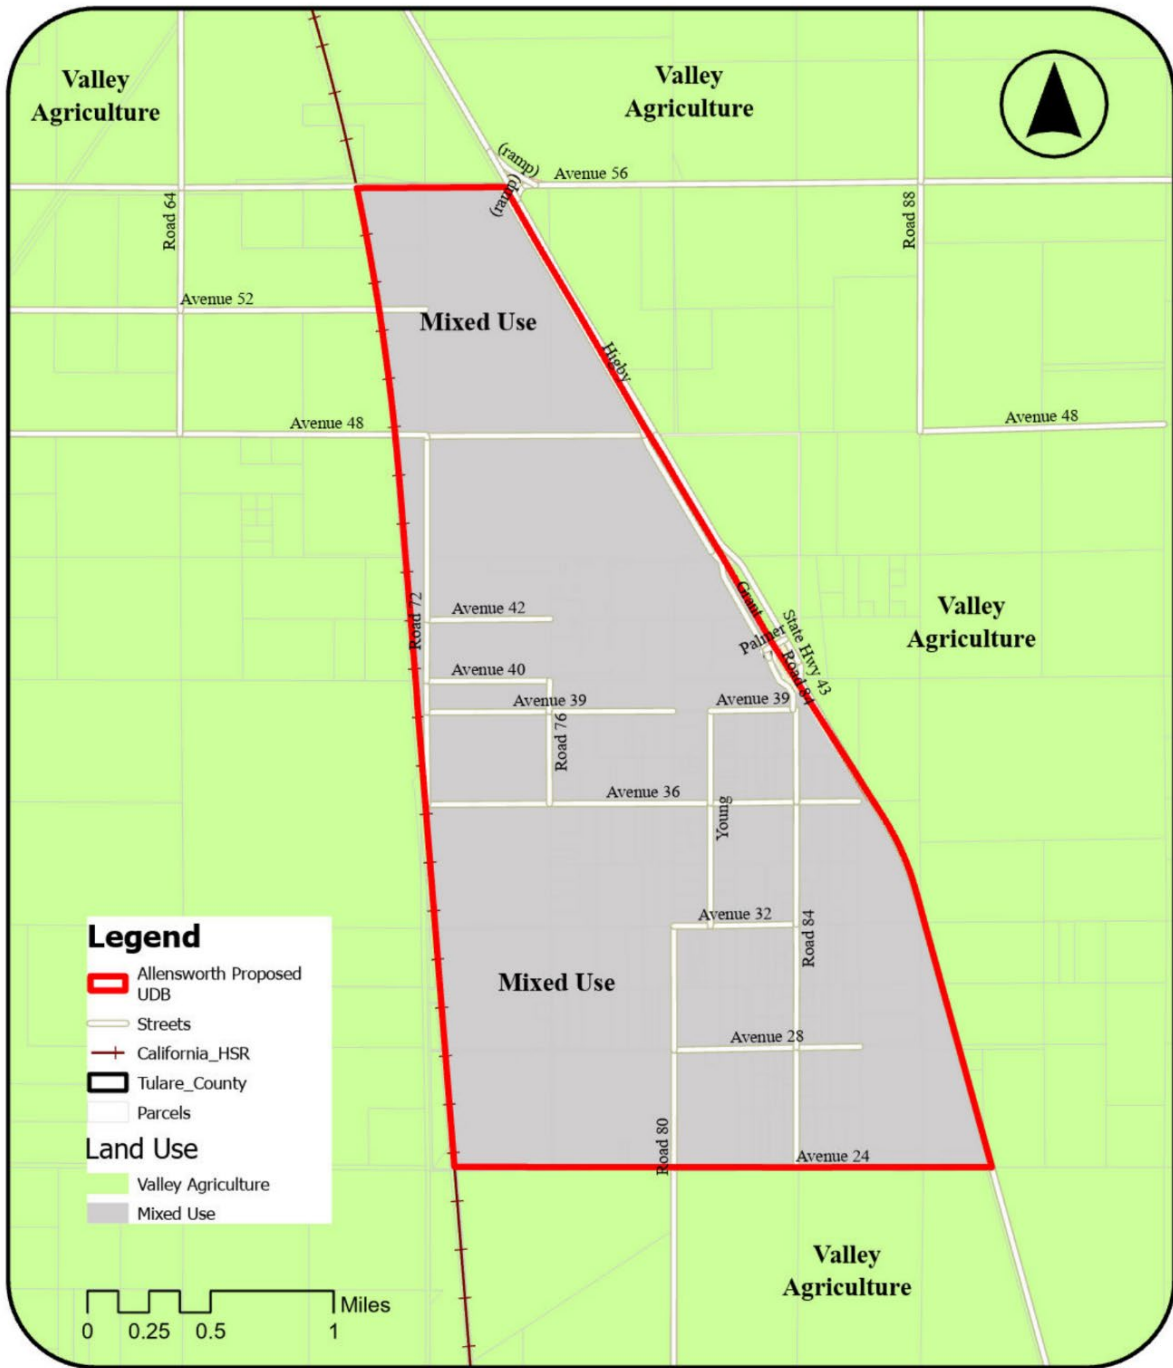 Valley
Agriculture
Valley
Agriculture
(ramp)
Avenue 56
(ramp)
Road 64
Road 88
Avenue 52
Mixed Use
Higby
Avenue 48
Avenue 48
Avenue 42
Road 72
Grant
State Hwy 43
Palmer
Road 84
Valley
Agriculture
Avenue 40
Avenue 39
Avenue 39
Road 76
Avenue 36
Young
Avenue 32
Road 84
Mixed Use
Avenue 28
Road 80
Avenue 24
Valley
Agriculture
Legend
Allensworth Proposed
UDB
Streets
California_HSR
Tulare_County
Parcels
Land Use
Valley Agriculture
Mixed Use
Miles
0 0.25 0.5 1